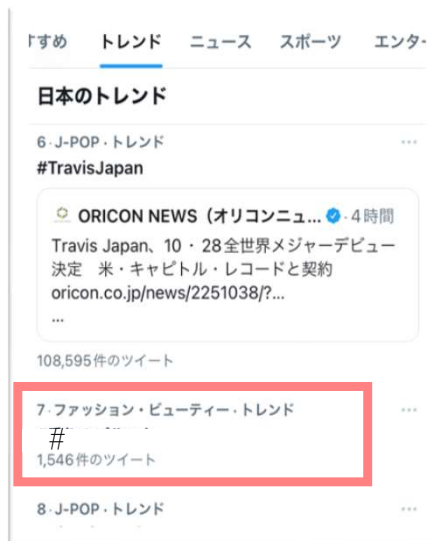 すすめ トレンド ニュース スポーツ エンタ
日本のトレンド
6·J-POP·トレンド
#TravisJapan
ORICON NEWS（オリコンニュ... ·4時間
Travis Japan、10・28全世界メジャーデビュー
決定　米・キャピトル・レコードと契約
oricon.co.jp/news/2251038/?...
...
108,595件のツイート
7·ファッション・ビューティー·トレンド
#
1,546件のツイート
8·J-POP·トレンド